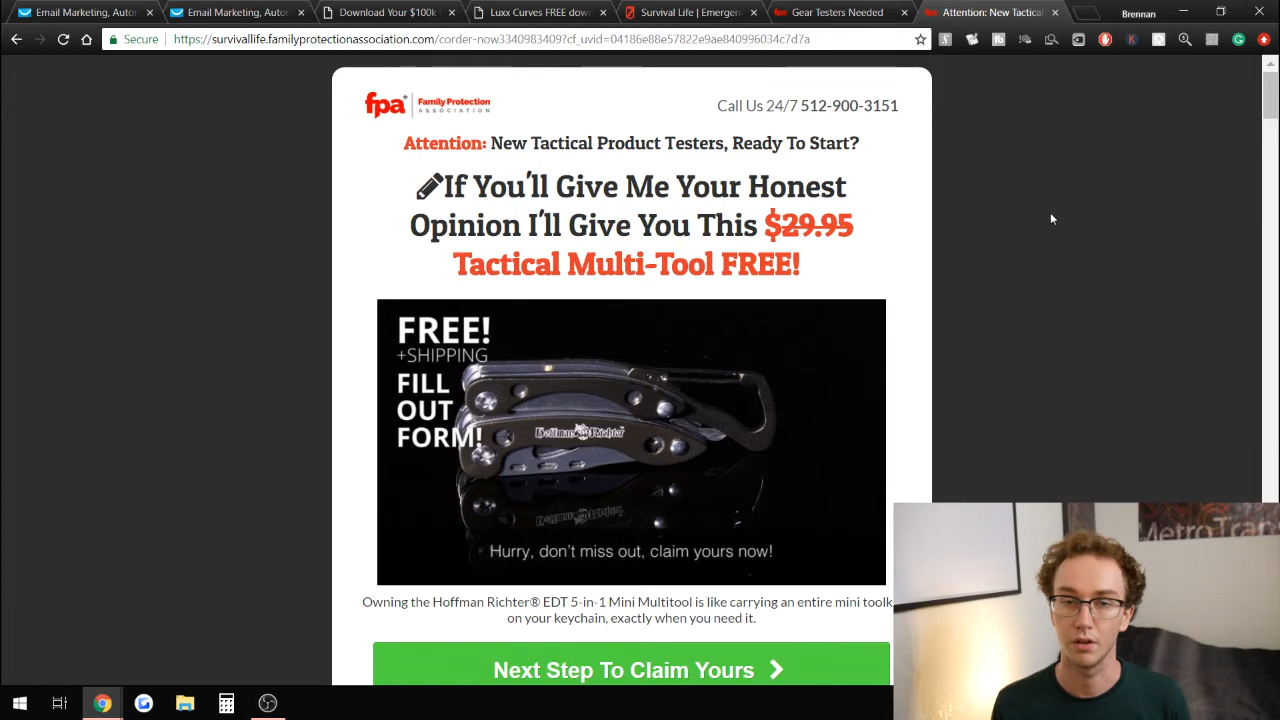 Email Marketing, Autor
Email Marketing, Autor
Download Your $100k
Luxx Curves FREE down
Survival Life | Emergen
Gear Testers Needed
Attention: New Tactical
Brennan
Secure
https://survivallife.familyprotectionassociation.com/corder-now3340983409?cf_uvid=04186e88e57822e9ae840996034c7d7a
fpa
Family Protection
ASSOCIATION
Call Us 24/7 512-900-3151
Attention: New Tactical Product Testers, Ready To Start?
If You'll Give Me Your Honest
Opinion I'll Give You This $29.95
Tactical Multi-Tool FREE!
FREE!
+SHIPPING
FILL
OUT
FORM!
Hoffman Richter
Hurry, don't miss out, claim yours now!
Owning the Hoffman Richter® EDT 5-in-1 Mini Multitool is like carrying an entire mini toolk
on your keychain, exactly when you need it.
Next Step To Claim Yours
MetroTran